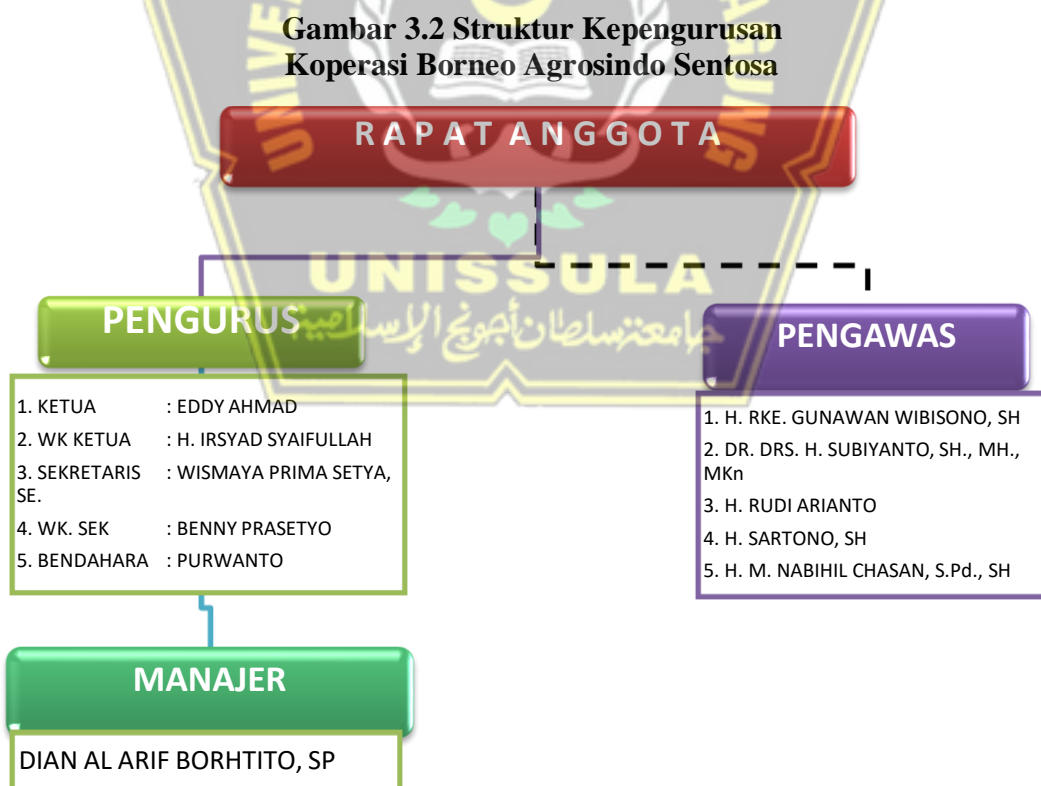 Gambar 3.2 Struktur Kepengurusan
Koperasi Borneo Agrosindo Sentosa
RAPAT ANGGOTA
UNISSULA
جامعة سلطان أجونج الإسلامية
PENGURUS
1. KETUA : EDDY AHMAD
2. WK KETUA : H. IRSYAD SYAIFULLAH
3. SEKRETARIS : WISMAYA PRIMA SETYA,
SE.
4. WK. SEK : BENNY PRASETYO
5. BENDAHARA : PURWANTO
PENGAWAS
1. H. RKE. GUNAWAN WIBISONO, SH
2. DR. DRS. H. SUBIYANTO, SH., MH.,
MKn
3. H. RUDI ARIANTO
4. H. SARTONO, SH
5. H. M. NABIHIL CHASAN, S.Pd., SH
MANAJER
DIAN AL ARIF BORHTITO, SP